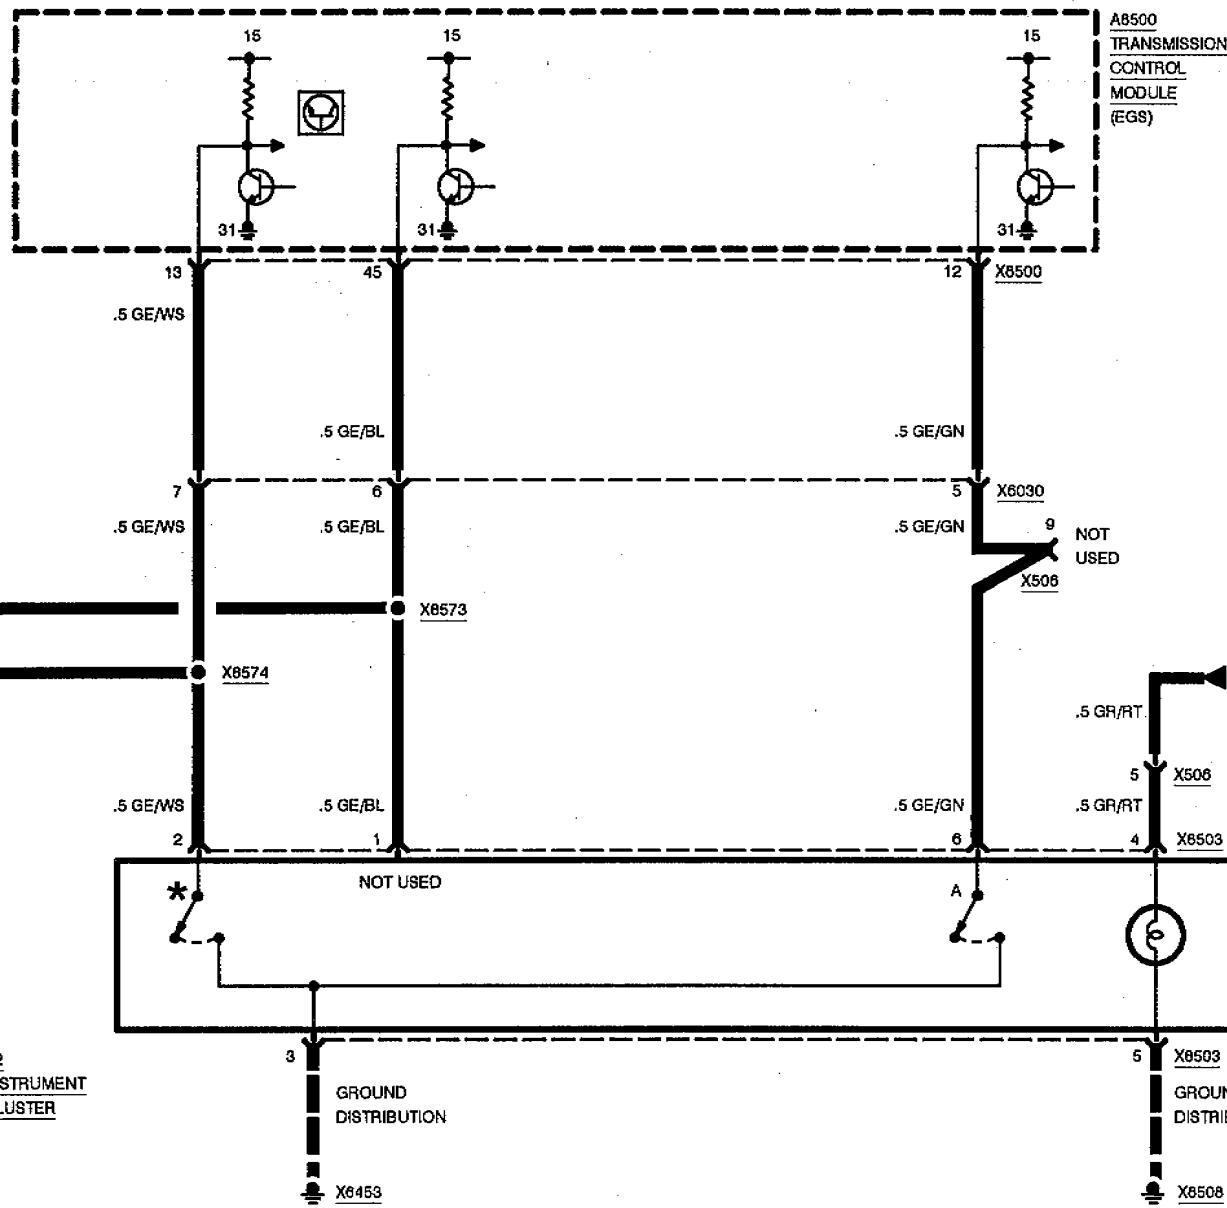 15
15
15
A8500
TRANSMISSION
CONTROL
MODULE
(EGS)
31
31
31
13
45
12
X8500
.5 GE/WS
.5 GE/BL
.5 GE/GN
7
6
5
X6030
.5 GE/WS
.5 GE/BL
.5 GE/GN
9
NOT
USED
X506
X8573
X8574
.5 GR/RT
5
X506
.5 GE/WS
.5 GE/BL
.5 GE/GN
.5 GR/RT
2
1
6
4
X8503
NOT USED
*
A
3
5
X8503
2
STRUMENT
LUSTER
GROUND
DISTRIBUTION
GROUN
DISTRIE
X6453
X8508